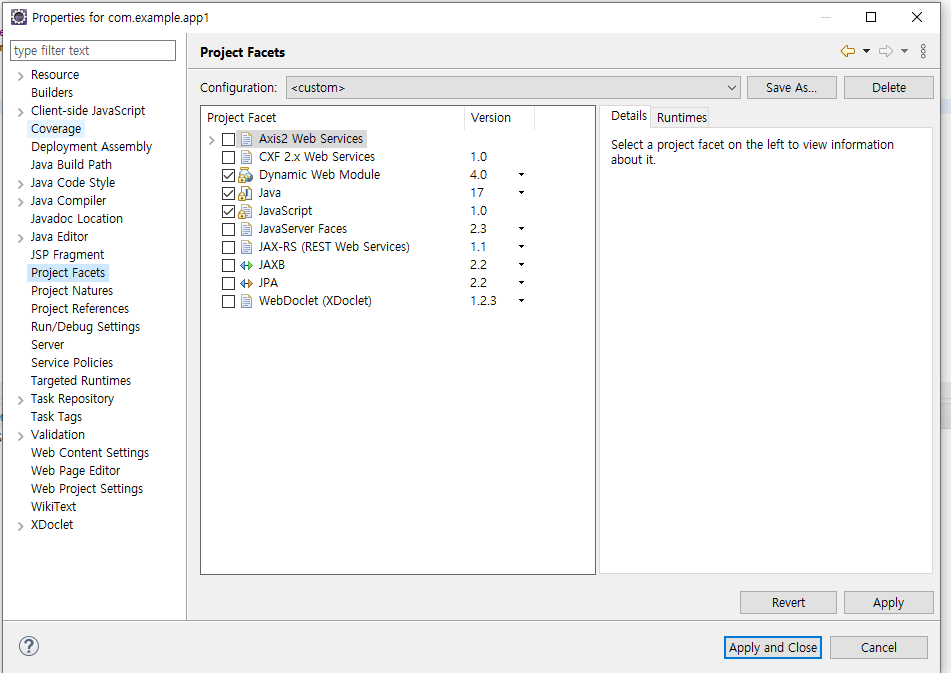 Properties for com.example.app1
type filter text
Resource
Builders
Client-side JavaScript
Coverage
Deployment Assembly
Java Build Path
Java Code Style
Java Compiler
Javadoc Location
Java Editor
JSP Fragment
Project Facets
Project Natures
Project References
Run/Debug Settings
Server
Service Policies
Targeted Runtimes
Task Repository
Task Tags
Validation
Web Content Settings
Web Page Editor
Web Project Settings
WikiText
XDoclet
Project Facets
Configuration: <custom> Save As... Delete
Project Facet Version
Axis2 Web Services
CXF 2.x Web Services 1.0
Dynamic Web Module 4.0
Java 17
JavaScript 1.0
JavaServer Faces 2.3
JAX-RS (REST Web Services) 1.1
JAXB 2.2
JPA 2.2
WebDoclet (XDoclet) 1.2.3
Details Runtimes
Select a project facet on the left to view information
about it.
Revert Apply
? Apply and Close Cancel